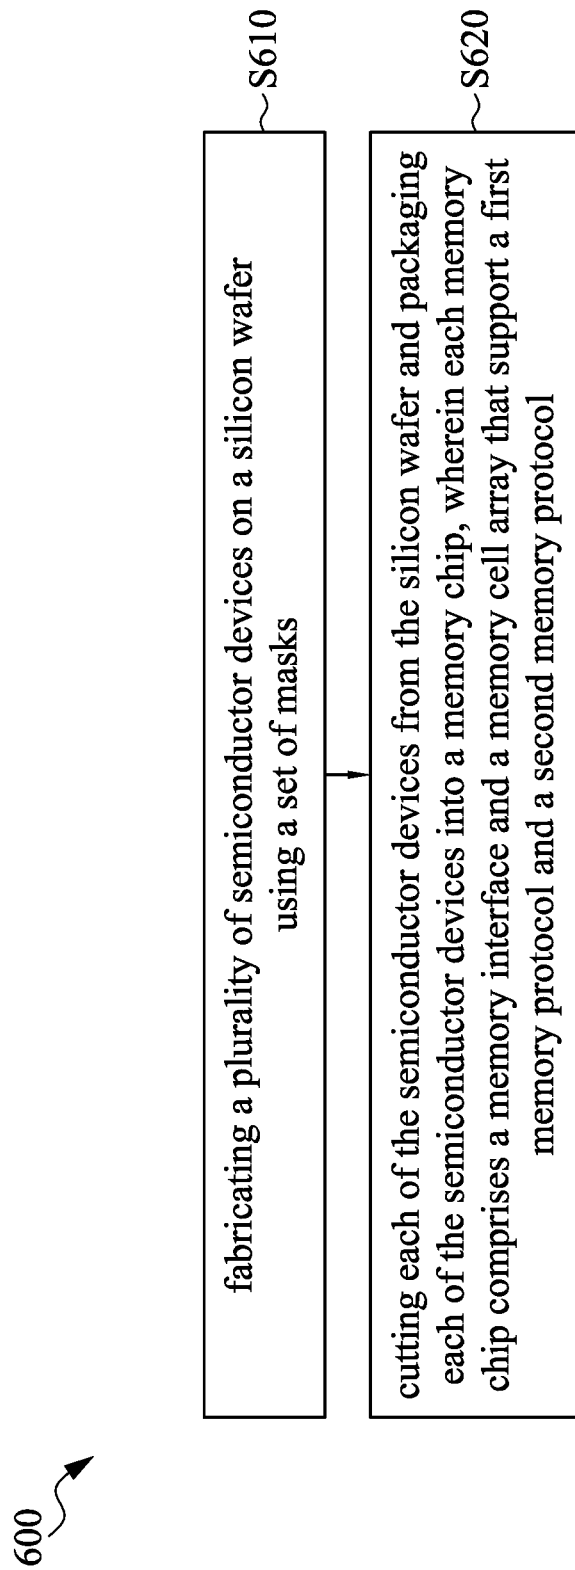 600
fabricating a plurality of semiconductor devices on a silicon wafer
using a set of masks
S610
cutting each of the semiconductor devices from the silicon wafer and packaging
each of the semiconductor devices into a memory chip, wherein each memory
chip comprises a memory interface and a memory cell array that support a first
memory protocol and a second memory protocol
S620